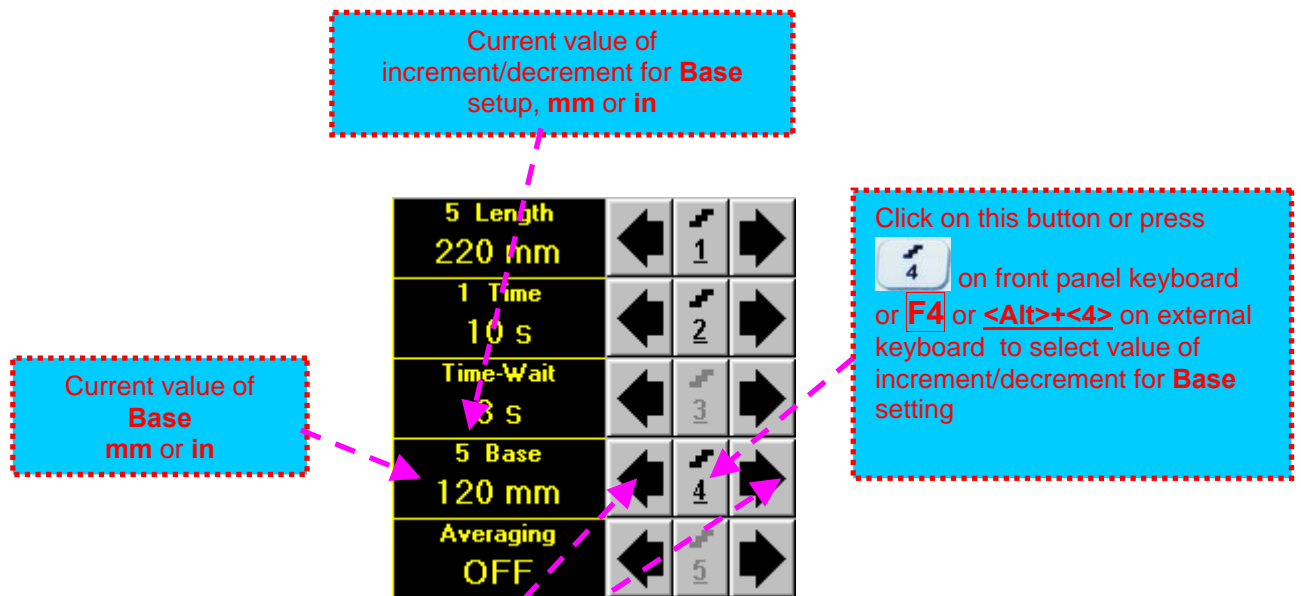 Current value of
increment/decrement for Base
setup, mm or in
5 Length
220 mm
1
1 Time
10 s
2
Time-Wait
3 s
3
5 Base
120 mm
4
Averaging
OFF
5
Click on this button or press
4 on front panel keyboard
or F4 or <Alt>+<4> on external
keyboard to select value of
increment/decrement for Base
setting
Current value of
Base
mm or in